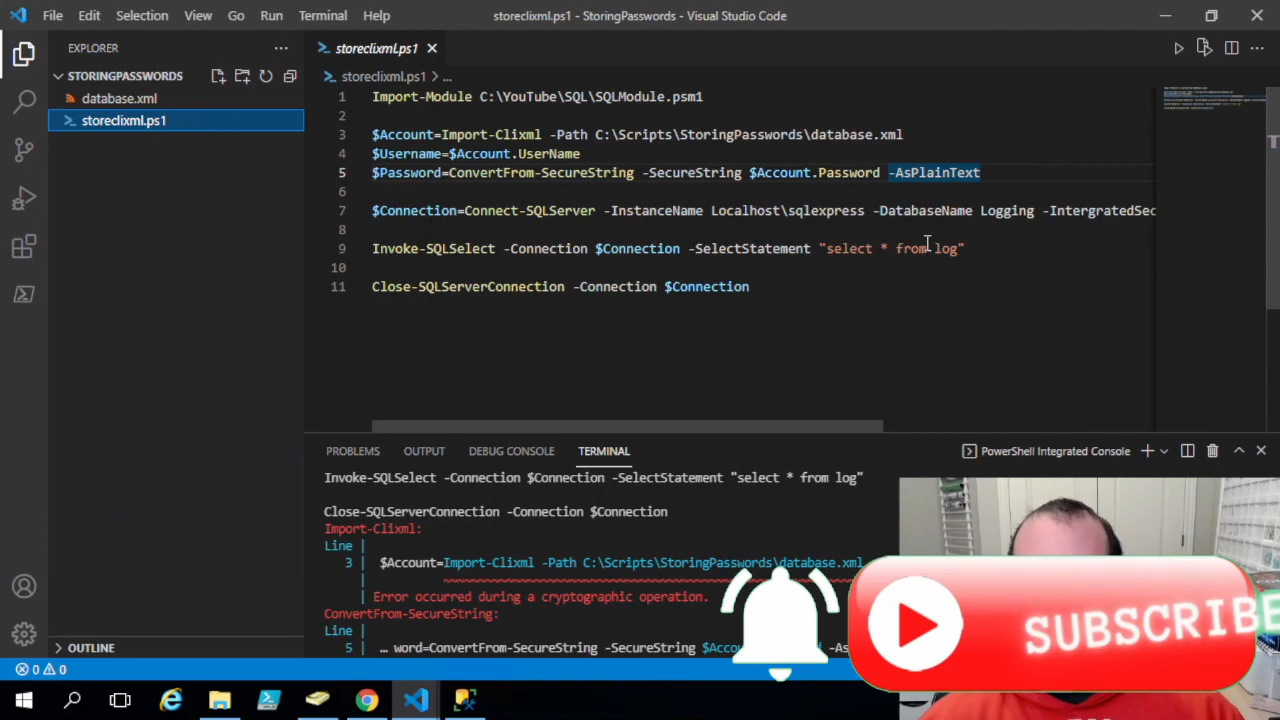 File Edit Selection View Go Run Terminal Help storeclixml.ps1 - StoringPasswords - Visual Studio Code
EXPLORER
STORINGPASSWORDS
database.xml
storeclixml.ps1
OUTLINE
storeclixml.ps1
storeclixml.ps1 > ...
1 Import-Module C:\YouTube\SQL\SQLModule.psm1
2
3 $Account=Import-Clixml -Path C:\Scripts\StoringPasswords\database.xml
4 $Username=$Account.UserName
5 $Password=ConvertFrom-SecureString -SecureString $Account.Password -AsPlainText
6
7 $Connection=Connect-SQLServer -InstanceName Localhost\sqlexpress -DatabaseName Logging -IntergratedSec
8
9 Invoke-SQLSelect -Connection $Connection -SelectStatement "select * from log"
10
11 Close-SQLServerConnection -Connection $Connection
PROBLEMS OUTPUT DEBUG CONSOLE TERMINAL PowerShell Integrated Console
Invoke-SQLSelect -Connection $Connection -SelectStatement "select * from log"
Close-SQLServerConnection -Connection $Connection
Import-Clixml:
Line |
3 | $Account=Import-Clixml -Path C:\Scripts\StoringPasswords\database.xml
| ~~~~~~~~~~~~~~~~~~~~~~~~~~~~~~~~~~~~~~~~~~~~~~~~~~~~~~~~~~~~
| Error occurred during a cryptographic operation.
ConvertFrom-SecureString:
Line |
5 | … word=ConvertFrom-SecureString -SecureString $Accou
-As
SUBSCRIBE
0 0